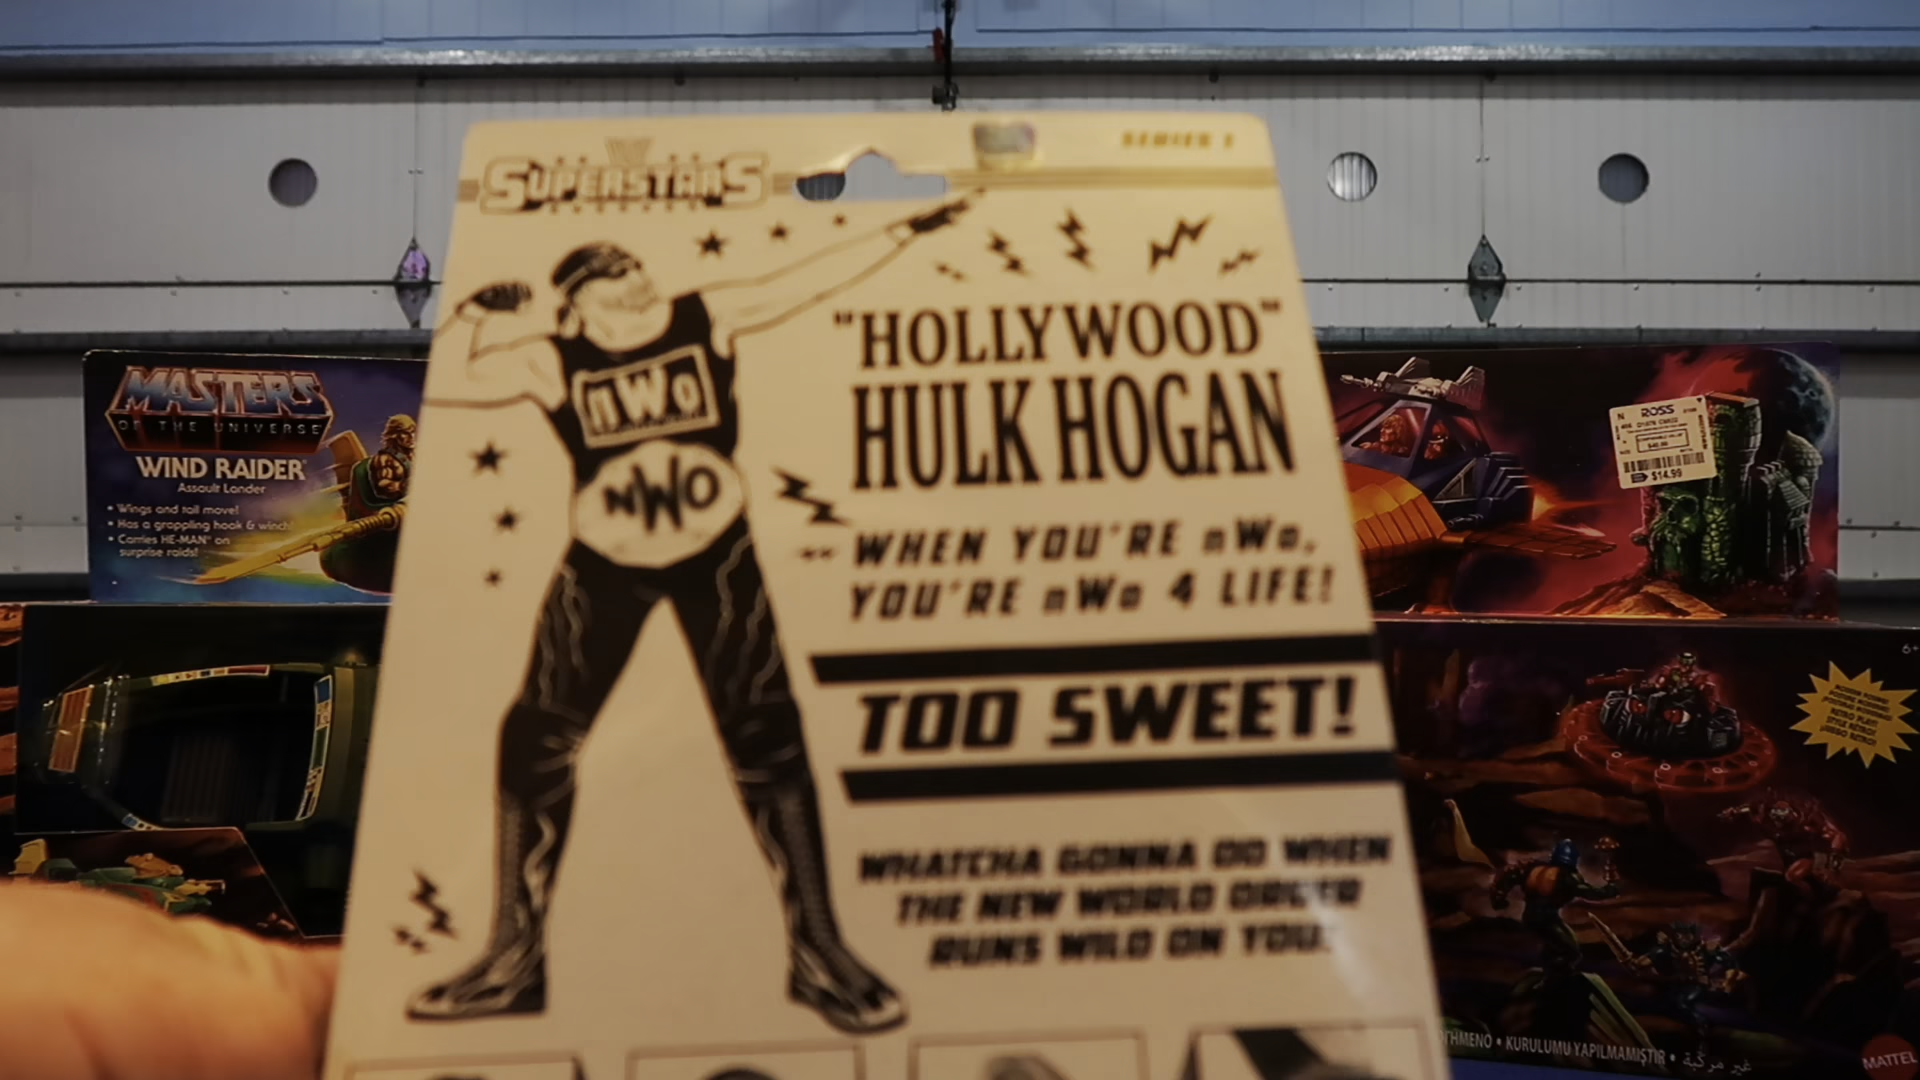 SUPERSTARS
SERIES 1
"HOLLYWOOD"
HULK HOGAN
nWo
NWO
WHEN YOU'RE nWo,
YOU'RE nWo 4 LIFE!
TOO SWEET!
WHATCHA GONNA DO WHEN
THE NEW WORLD ORDER
RUNS WILD ON YOU?
MASTERS
OF THE UNIVERSE
WIND RAIDER
Assault Lander
• Wings and tail move!
• Has a grappling hook & winch!
• Carries HE-MAN® on
surprise raids!
ROSS
$14.99
6+
• KURULUMU YAPILMAMIŞTIR • غير مركبة •
MATTEL